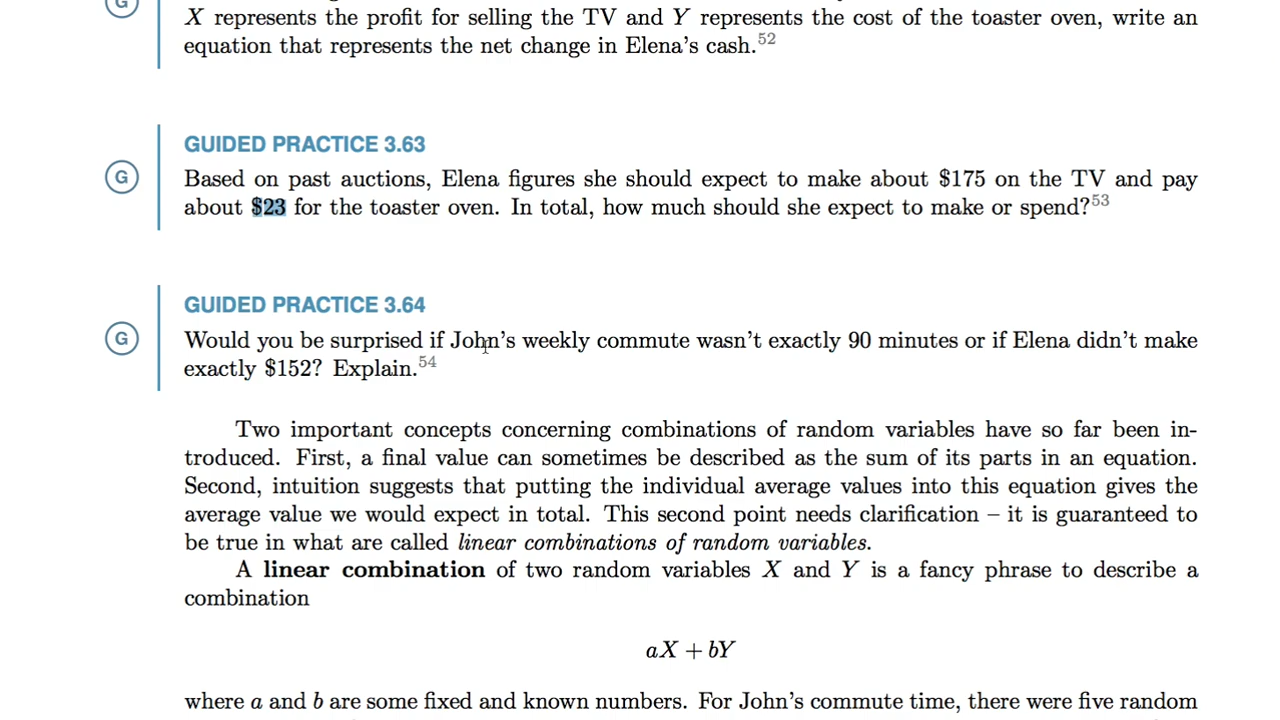 G
X represents the profit for selling the TV and Y represents the cost of the toaster oven, write an
equation that represents the net change in Elena's cash.52
GUIDED PRACTICE 3.63
G
Based on past auctions, Elena figures she should expect to make about $175 on the TV and pay
about $23 for the toaster oven. In total, how much should she expect to make or spend?53
GUIDED PRACTICE 3.64
G
Would you be surprised if John's weekly commute wasn't exactly 90 minutes or if Elena didn't make
exactly $152? Explain.54
Two important concepts concerning combinations of random variables have so far been in-
troduced. First, a final value can sometimes be described as the sum of its parts in an equation.
Second, intuition suggests that putting the individual average values into this equation gives the
average value we would expect in total. This second point needs clarification – it is guaranteed to
be true in what are called linear combinations of random variables.
A linear combination of two random variables X and Y is a fancy phrase to describe a
combination
aX + bY
where a and b are some fixed and known numbers. For John's commute time, there were five random